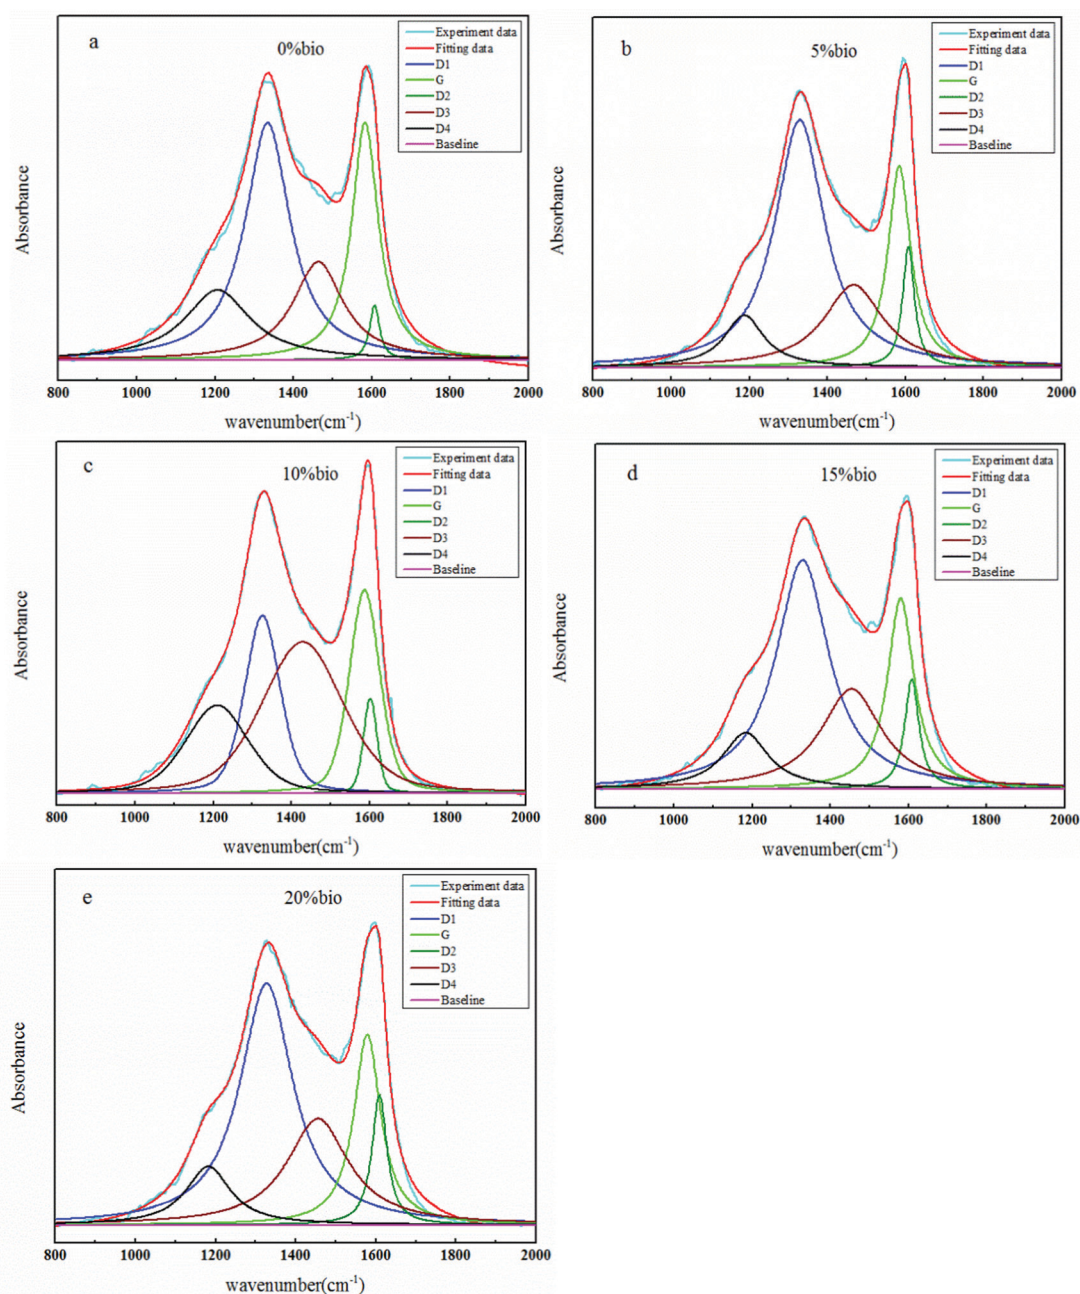 a
0%bio
Experiment data
Fitting data
D1
G
D2
D3
D4
Baseline
Absorbance
800 1000 1200 1400 1600 1800 2000
wavenumber(cm⁻¹)
b
5%bio
Experiment data
Fitting data
D1
G
D2
D3
D4
Baseline
Absorbance
800 1000 1200 1400 1600 1800 2000
wavenumber(cm⁻¹)
c
10%bio
Experiment data
Fitting data
D1
G
D2
D3
D4
Baseline
Absorbance
800 1000 1200 1400 1600 1800 2000
wavenumber(cm⁻¹)
d
15%bio
Experiment data
Fitting data
D1
G
D2
D3
D4
Baseline
Absorbance
800 1000 1200 1400 1600 1800 2000
wavenumber(cm⁻¹)
e
20%bio
Experiment data
Fitting data
D1
G
D2
D3
D4
Baseline
Absorbance
800 1000 1200 1400 1600 1800 2000
wavenumber(cm⁻¹)